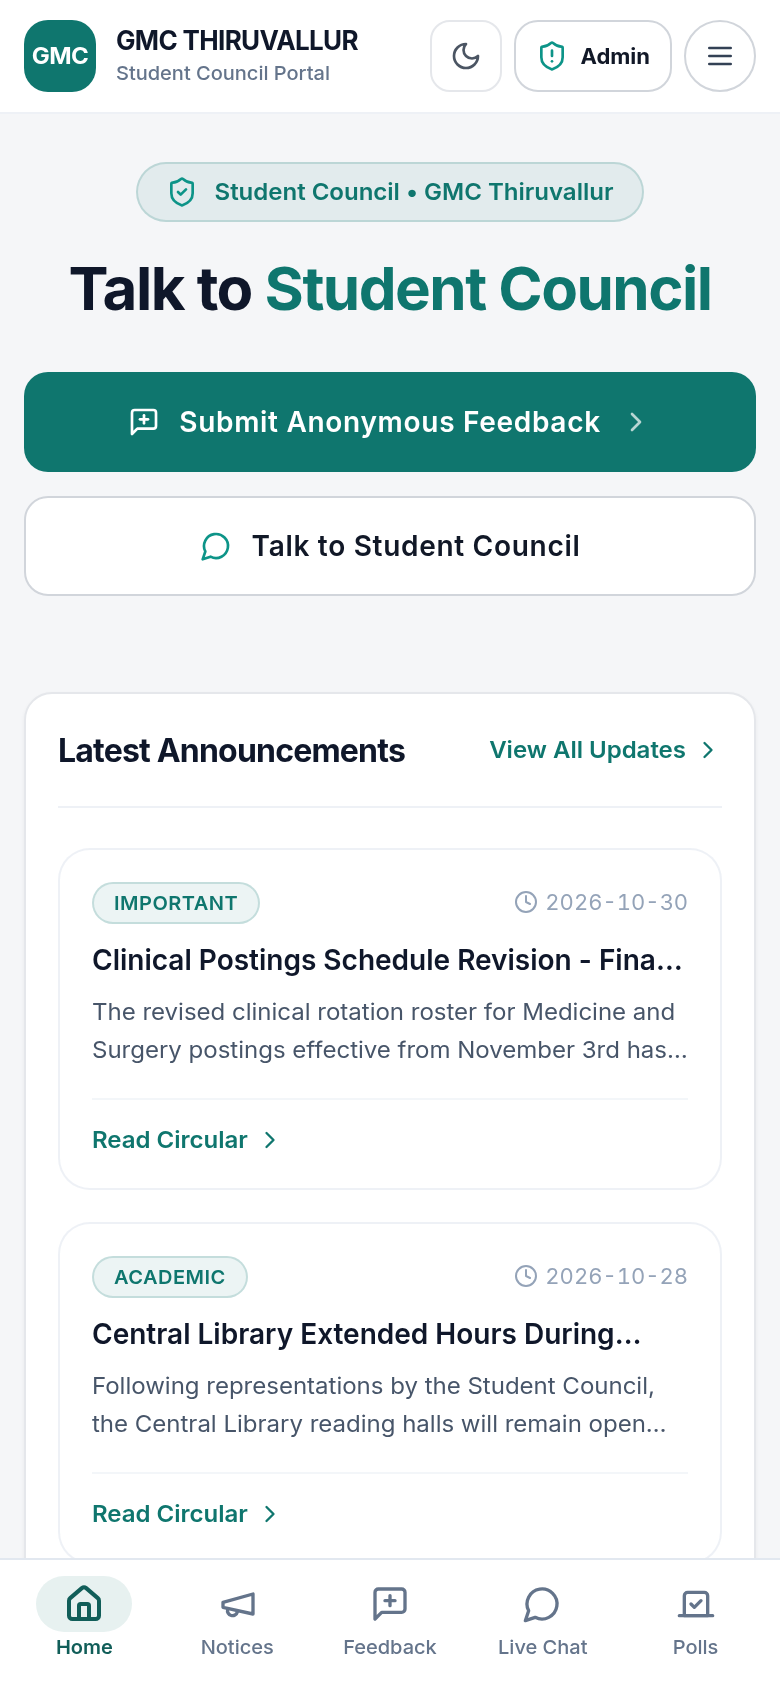 GMC
GMC THIRUVALLUR
Student Council Portal
Admin
Student Council • GMC Thiruvallur
Talk to Student Council
Submit Anonymous Feedback
Talk to Student Council
Latest Announcements
View All Updates
IMPORTANT
2026-10-30
Clinical Postings Schedule Revision - Fina...
The revised clinical rotation roster for Medicine and
Surgery postings effective from November 3rd has...
Read Circular
ACADEMIC
2026-10-28
Central Library Extended Hours During...
Following representations by the Student Council,
the Central Library reading halls will remain open...
Read Circular
Home
Notices
Feedback
Live Chat
Polls